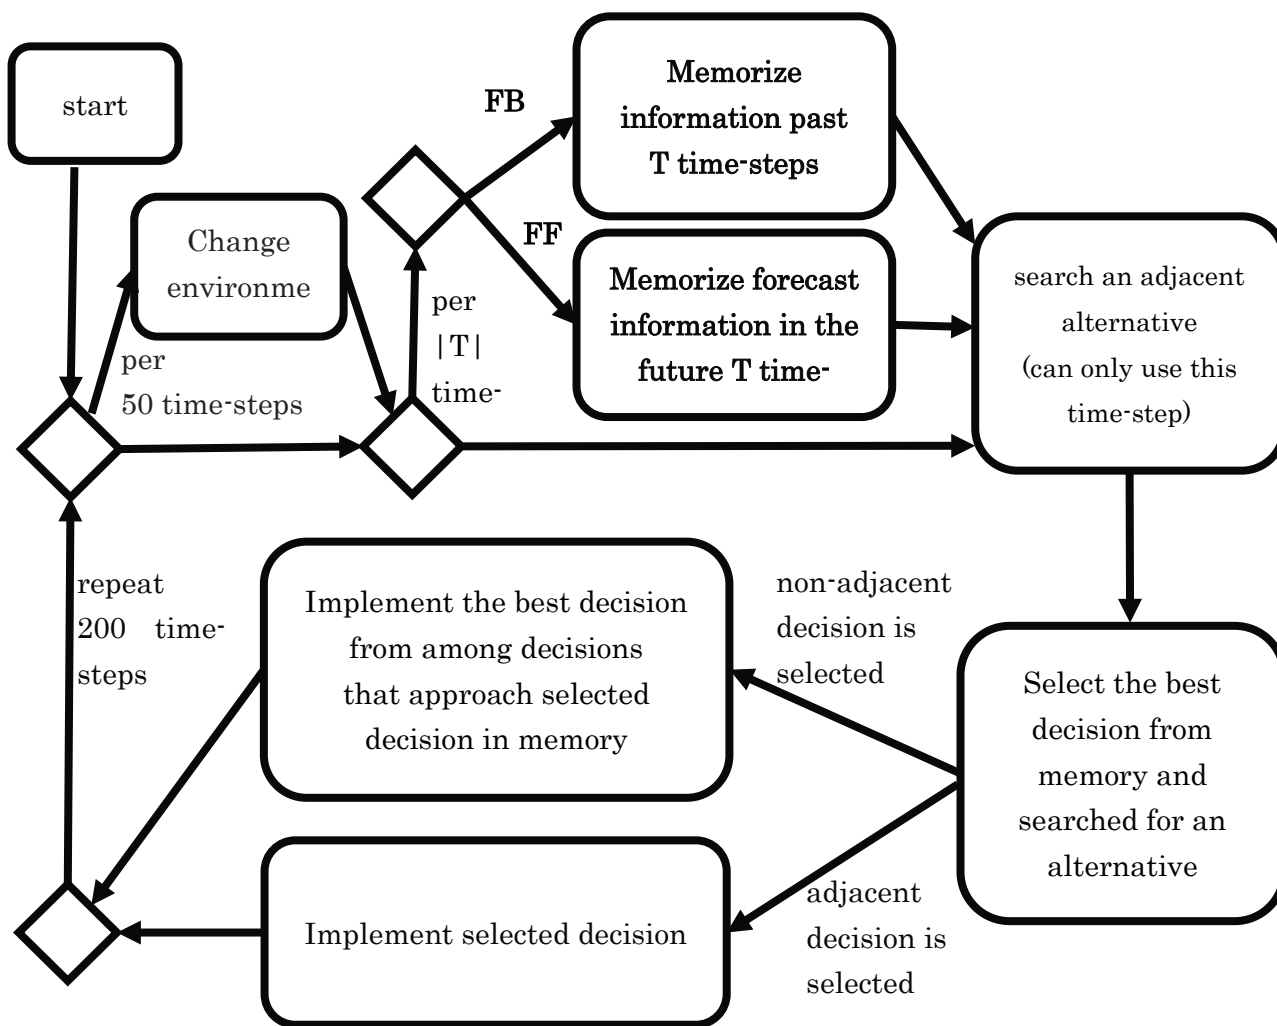 start
FB
Memorize
information past
T time-steps
Change
environme
FF
Memorize forecast
information in the
future T time-
per
|T|
time-
per
50 time-steps
search an adjacent
alternative
(can only use this
time-step)
repeat
200 time-
steps
Implement the best decision
from among decisions
that approach selected
decision in memory
non-adjacent
decision is
selected
Select the best
decision from
memory and
searched for an
alternative
Implement selected decision
adjacent
decision is
selected